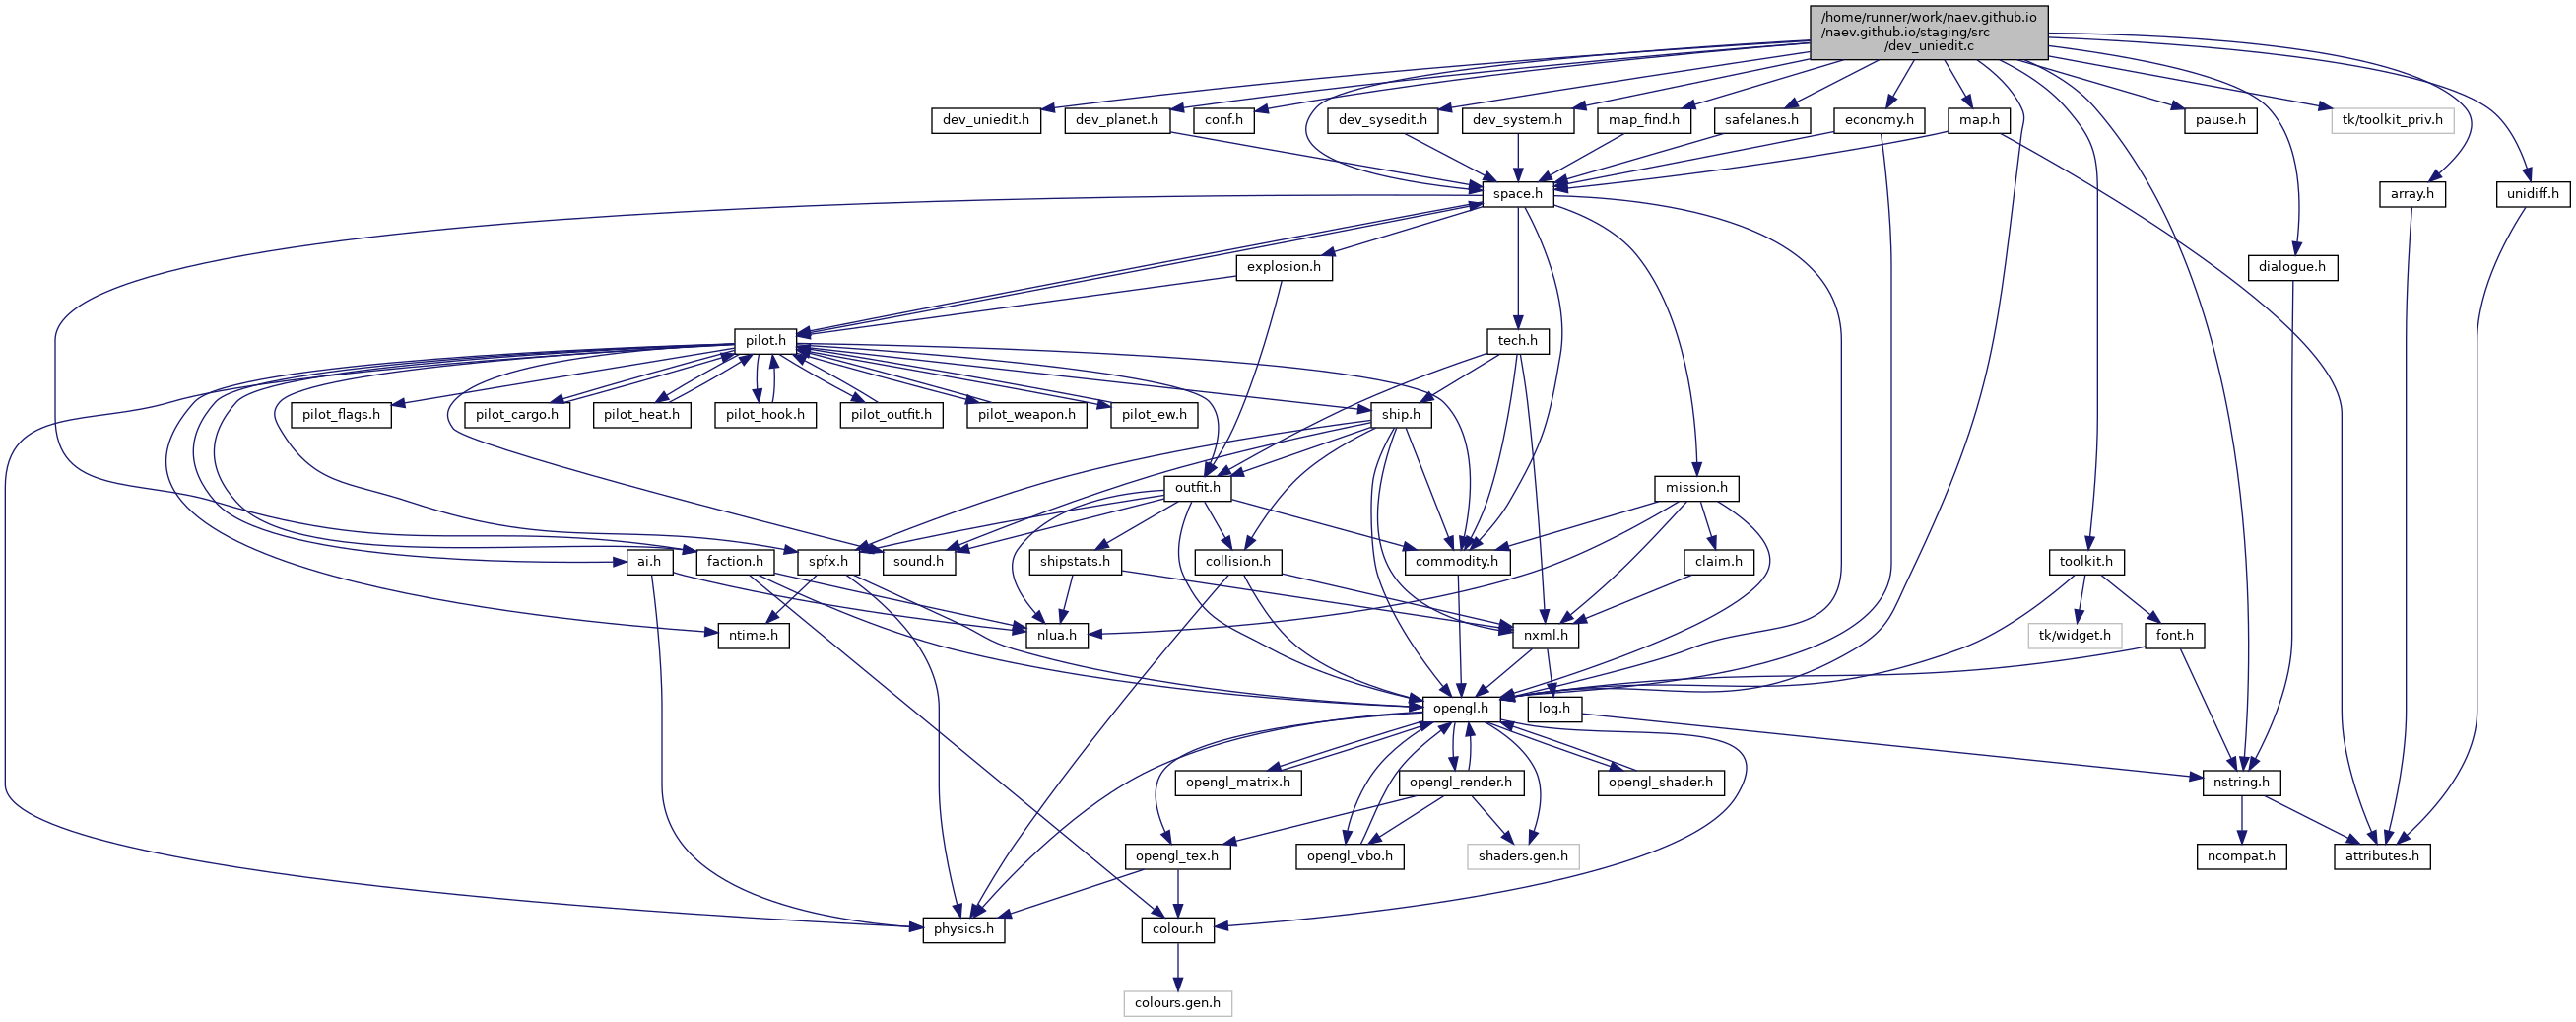 /home/runner/work/naev.github.io
/naev.github.io/staging/src
/dev_uniedit.c
dev_uniedit.h
dev_planet.h
conf.h
dev_sysedit.h
dev_system.h
map_find.h
safelanes.h
economy.h
map.h
pause.h
tk/toolkit_priv.h
space.h
array.h
unidiff.h
explosion.h
dialogue.h
pilot.h
tech.h
pilot_flags.h
pilot_cargo.h
pilot_heat.h
pilot_hook.h
pilot_outfit.h
pilot_weapon.h
pilot_ew.h
ship.h
outfit.h
mission.h
ai.h
faction.h
spfx.h
sound.h
shipstats.h
collision.h
commodity.h
claim.h
toolkit.h
ntime.h
nlua.h
nxml.h
tk/widget.h
font.h
opengl.h
log.h
opengl_matrix.h
opengl_render.h
opengl_shader.h
nstring.h
opengl_tex.h
opengl_vbo.h
shaders.gen.h
ncompat.h
attributes.h
physics.h
colour.h
colours.gen.h